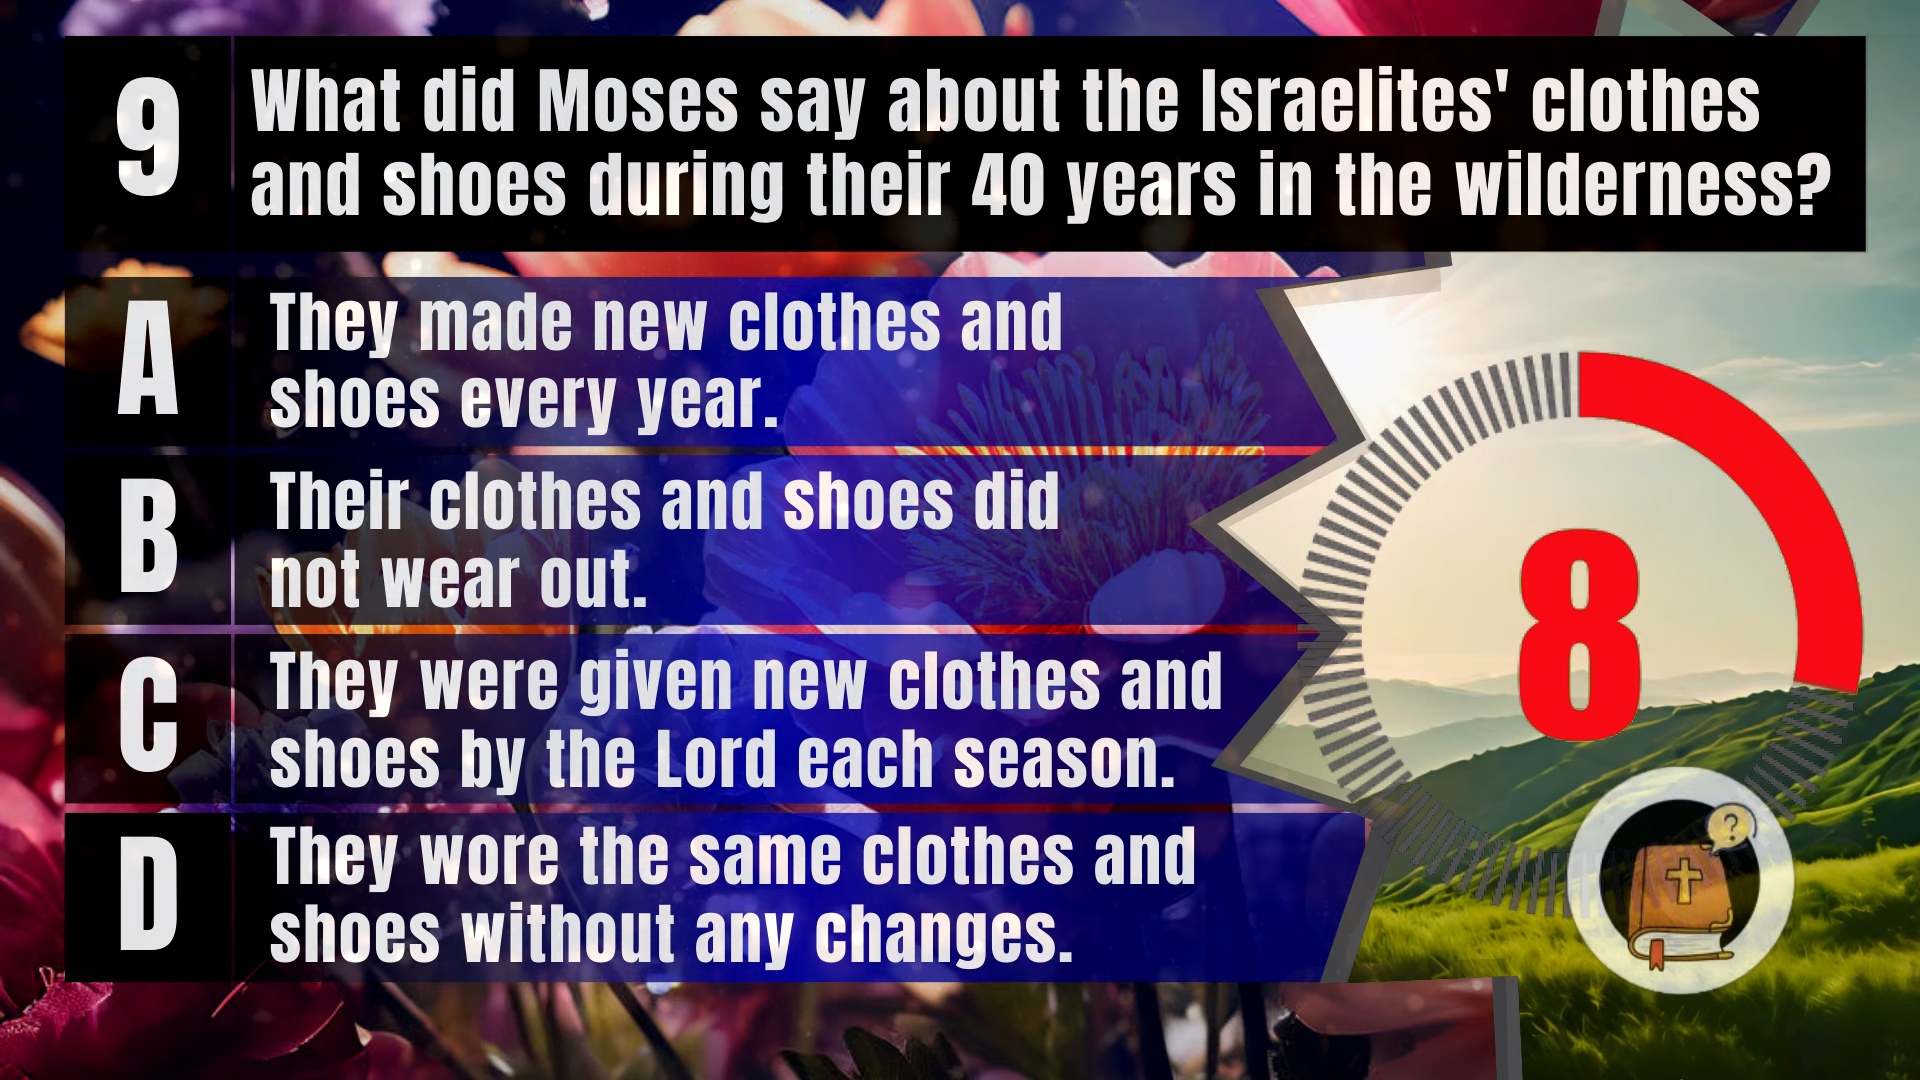 9
What did Moses say about the Israelites' clothes
and shoes during their 40 years in the wilderness?
A
They made new clothes and
shoes every year.
B
Their clothes and shoes did
not wear out.
C
They were given new clothes and
shoes by the Lord each season.
D
They wore the same clothes and
shoes without any changes.
8
?